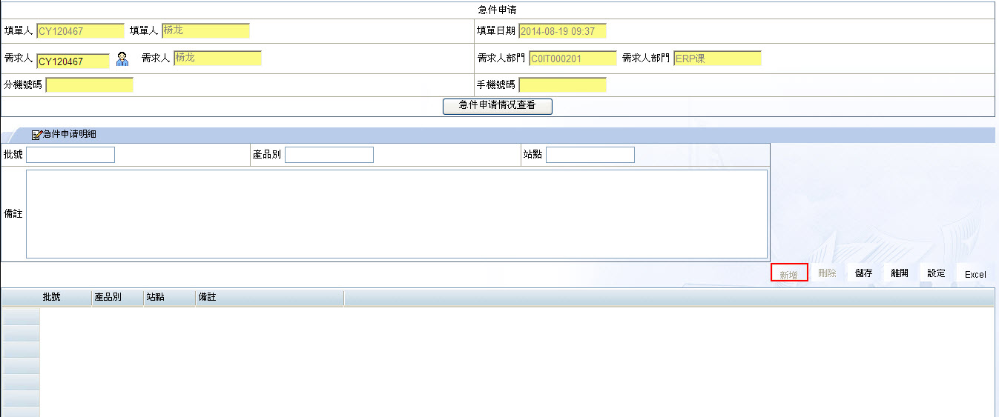 急件申请
填單人 CY120467 填單人 杨龙 填單日期 2014-08-19 09:37
需求人 CY120467 需求人 杨龙 需求人部門 C0IT000201 需求人部門 ERP课
分機號碼 手機號碼
急件申请情况查看
急件申请明細
批號 產品別 站點
備註
新增 刪除 儲存 離開 設定 Excel
批號 產品別 站點 備註